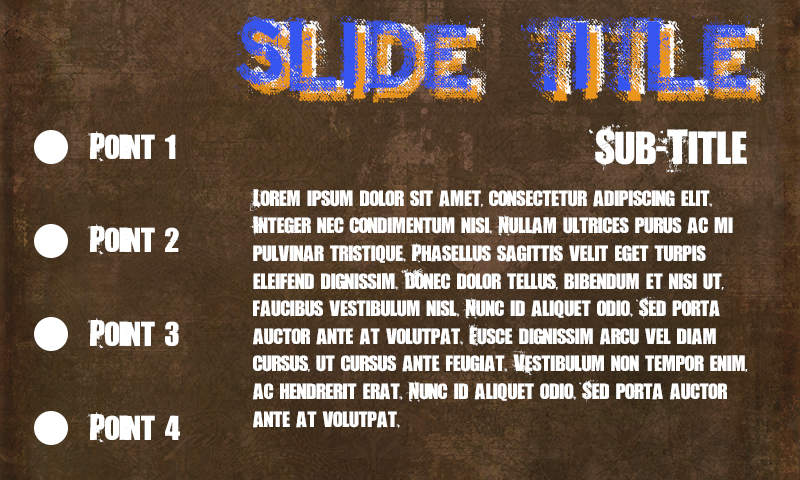 SLIDE TITLE
Point 1
Point 2
Point 3
Point 4
Sub-Title
Lorem ipsum dolor sit amet, consectetur adipiscing elit.
Integer nec condimentum nisl. Nullam ultrices purus ac mi
pulvinar tristique. Phasellus sagittis velit eget turpis
eleifend dignissim. Donec dolor tellus, bibendum et nisi ut,
faucibus vestibulum nisl. Nunc id aliquet odio. Sed porta
auctor ante at volutpat. Fusce dignissim arcu vel diam
cursus, ut cursus ante feugiat. Vestibulum non tempor enim,
ac hendrerit erat. Nunc id aliquet odio. Sed porta auctor
ante at volutpat.